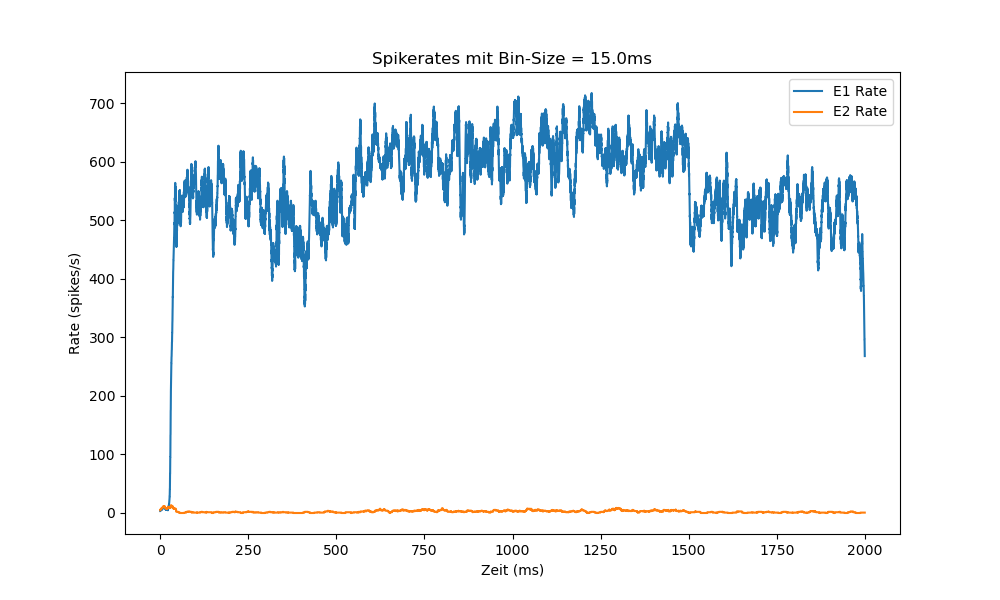 Spikerates mit Bin-Size = 15.0ms
E1 Rate
E2 Rate
700
600
500
400
300
200
100
0
Rate (spikes/s)
0 250 500 750 1000 1250 1500 1750 2000
Zeit (ms)